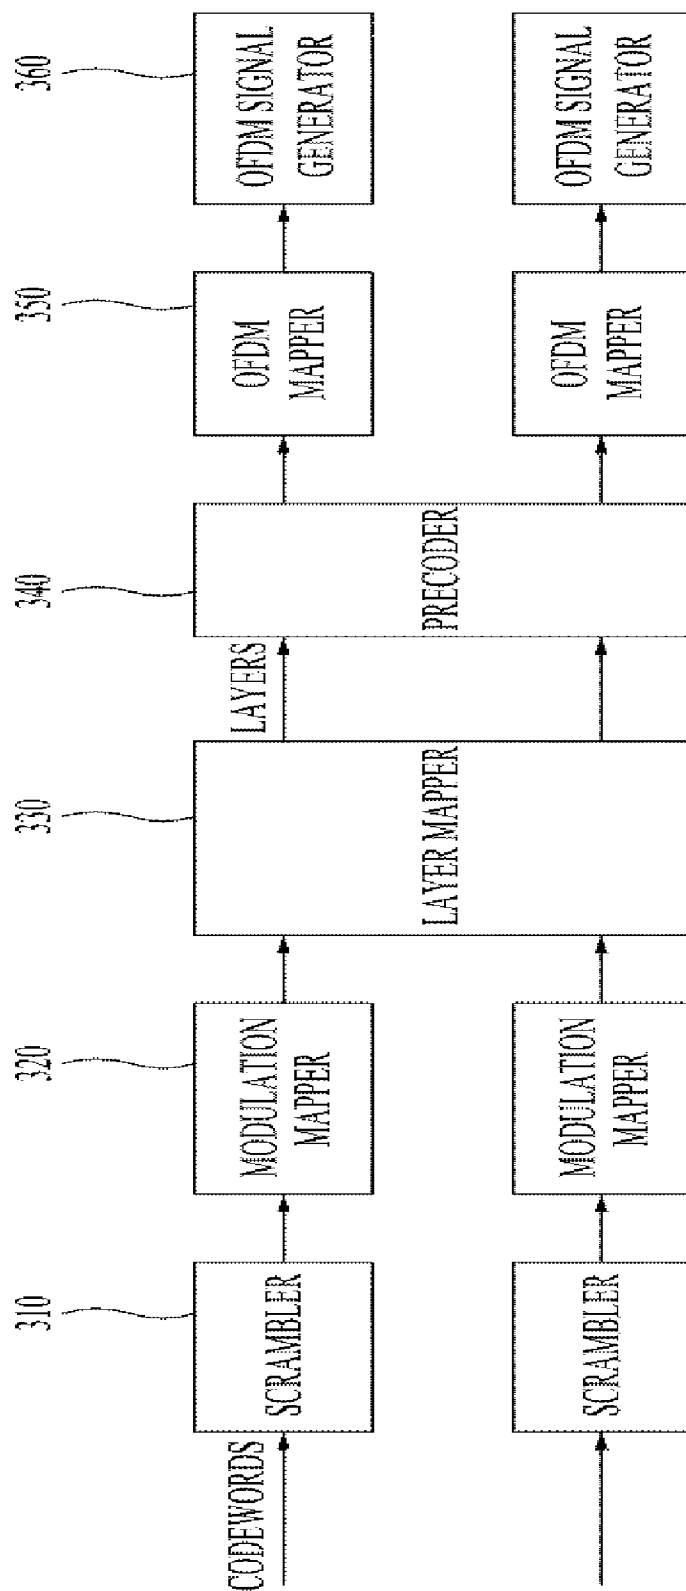 310
320
330
340
350
360
CODEWORDS
SCRAMBLER
MODULATION
MAPPER
LAYER MAPPER
LAYERS
PRECODER
OFDM
MAPPER
OFDM SIGNAL
GENERATOR
SCRAMBLER
MODULATION
MAPPER
OFDM
MAPPER
OFDM SIGNAL
GENERATOR